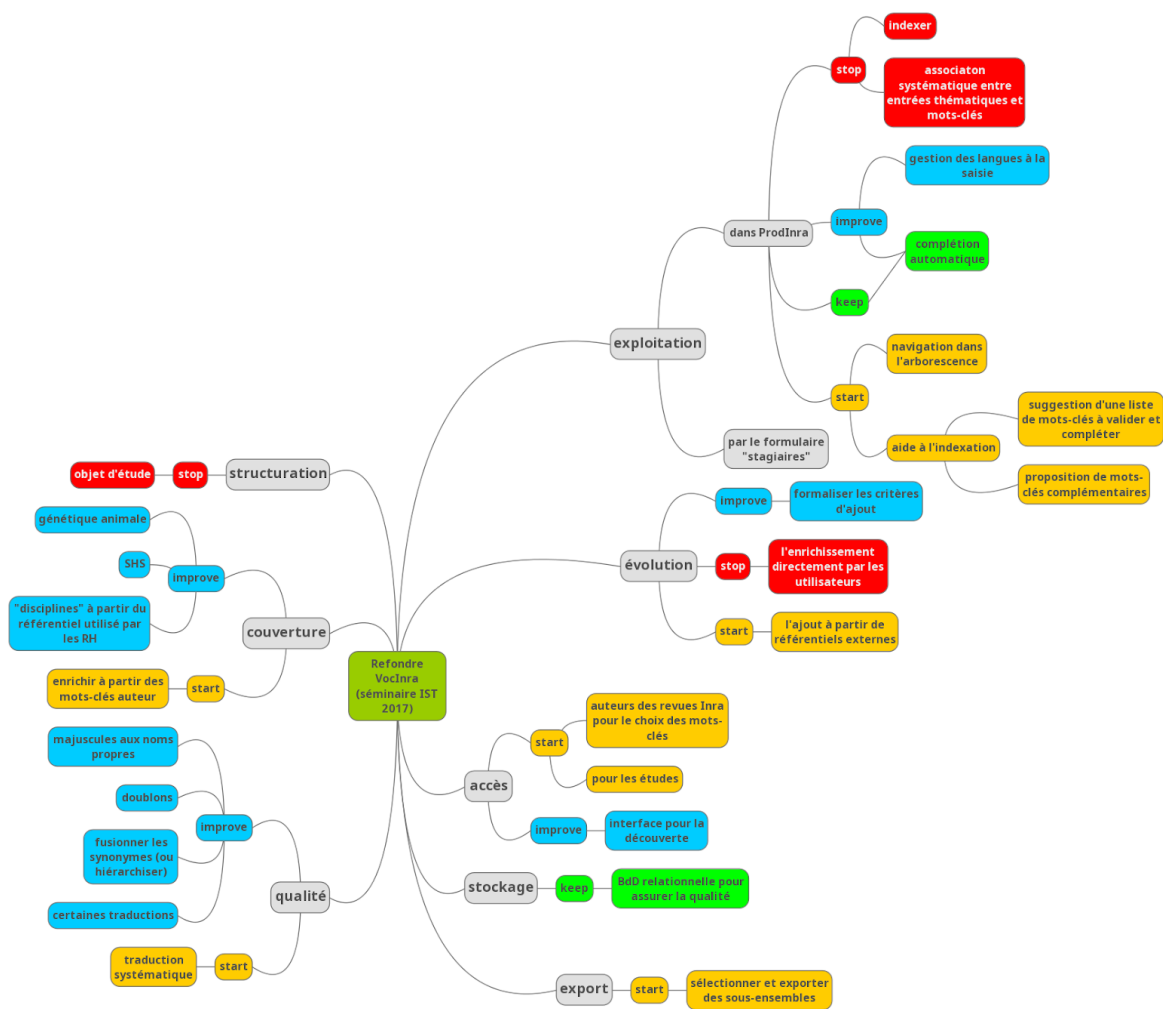 indexer
stop
associaton
systématique entre
entrées thématiques et
mots-clés
gestion des langues à la
saisie
improve
dans ProdInra
complétion
automatique
keep
exploitation
navigation dans
l'arborescence
start
suggestion d'une liste
de mots-clés à valider et
compléter
aide à l'indexation
proposition de mots-
clés complémentaires
par le formulaire
"stagiaires"
structuration
stop
objet d'étude
improve
formaliser les critères
d'ajout
évolution
stop
l'enrichissement
directement par les
utilisateurs
start
l'ajout à partir de
référentiels externes
génétique animale
SHS
improve
"disciplines" à partir du
référentiel utilisé par
les RH
couverture
enrichir à partir des
mots-clés auteur
start
Refondre
VocInra
(séminaire IST
2017)
auteurs des revues Inra
pour le choix des mots-
clés
start
pour les études
accès
improve
interface pour la
découverte
majuscules aux noms
propres
doublons
improve
fusionner les
synonymes (ou
hiérarchiser)
certaines traductions
qualité
traduction
systématique
start
stockage
keep
BdD relationnelle pour
assurer la qualité
export
start
sélectionner et exporter
des sous-ensembles